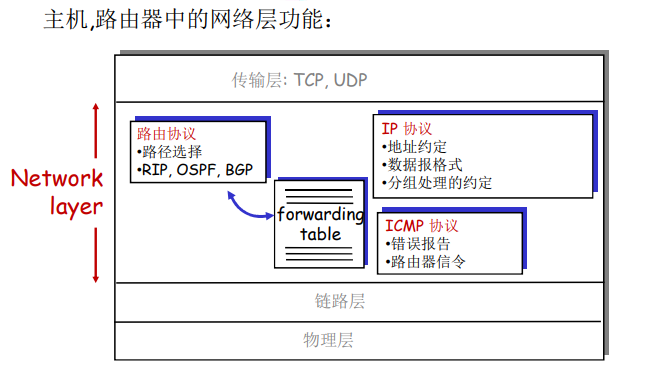 主机,路由器中的网络层功能：
传输层: TCP, UDP
Network
layer
路由协议
•路径选择
•RIP, OSPF, BGP
forwarding
table
IP 协议
•地址约定
•数据报格式
•分组处理的约定
ICMP 协议
•错误报告
•路由器信令
链路层
物理层